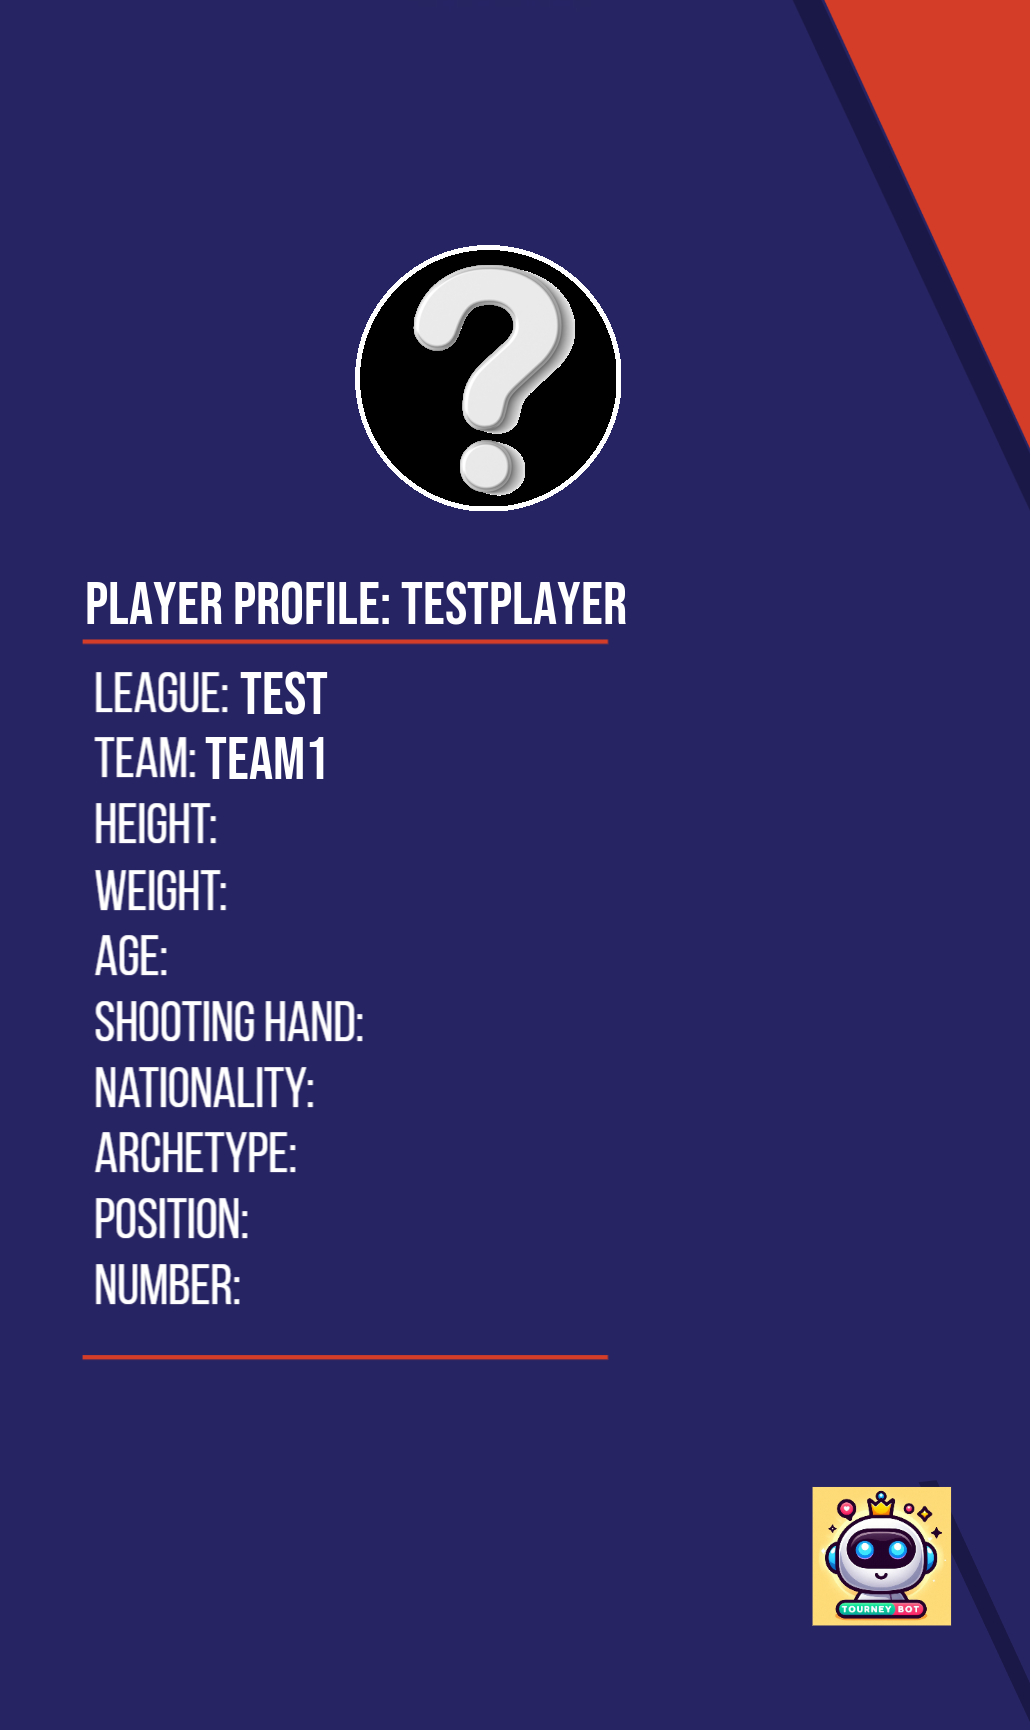 PLAYER PROFILE: TESTPLAYER
LEAGUE: TEST
TEAM: TEAM1
HEIGHT:
WEIGHT:
AGE:
SHOOTING HAND:
NATIONALITY:
ARCHETYPE:
POSITION:
NUMBER:
TOURNEY BOT